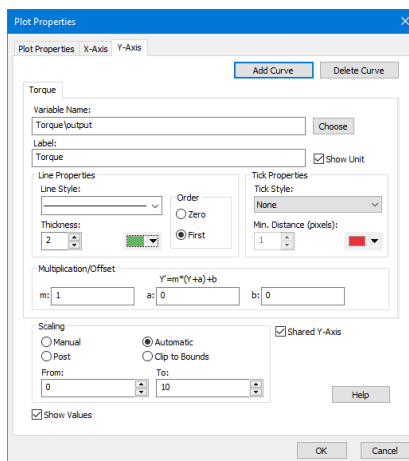 Plot Properties
Plot Properties X-Axis Y-Axis
Add Curve Delete Curve
Torque
Variable Name:
Torque\output Choose
Label:
Torque Show Unit
Line Properties Tick Properties
Line Style: Order Tick Style:
Zero None
Thickness: First Min. Distance (pixels):
2 1
Multiplication/Offset
Y'=m*(Y+a)+b
m: 1 a: 0 b: 0
Scaling Shared Y-Axis
Manual Automatic
Post Clip to Bounds
From: To:
0 10 Help
Show Values
OK Cancel